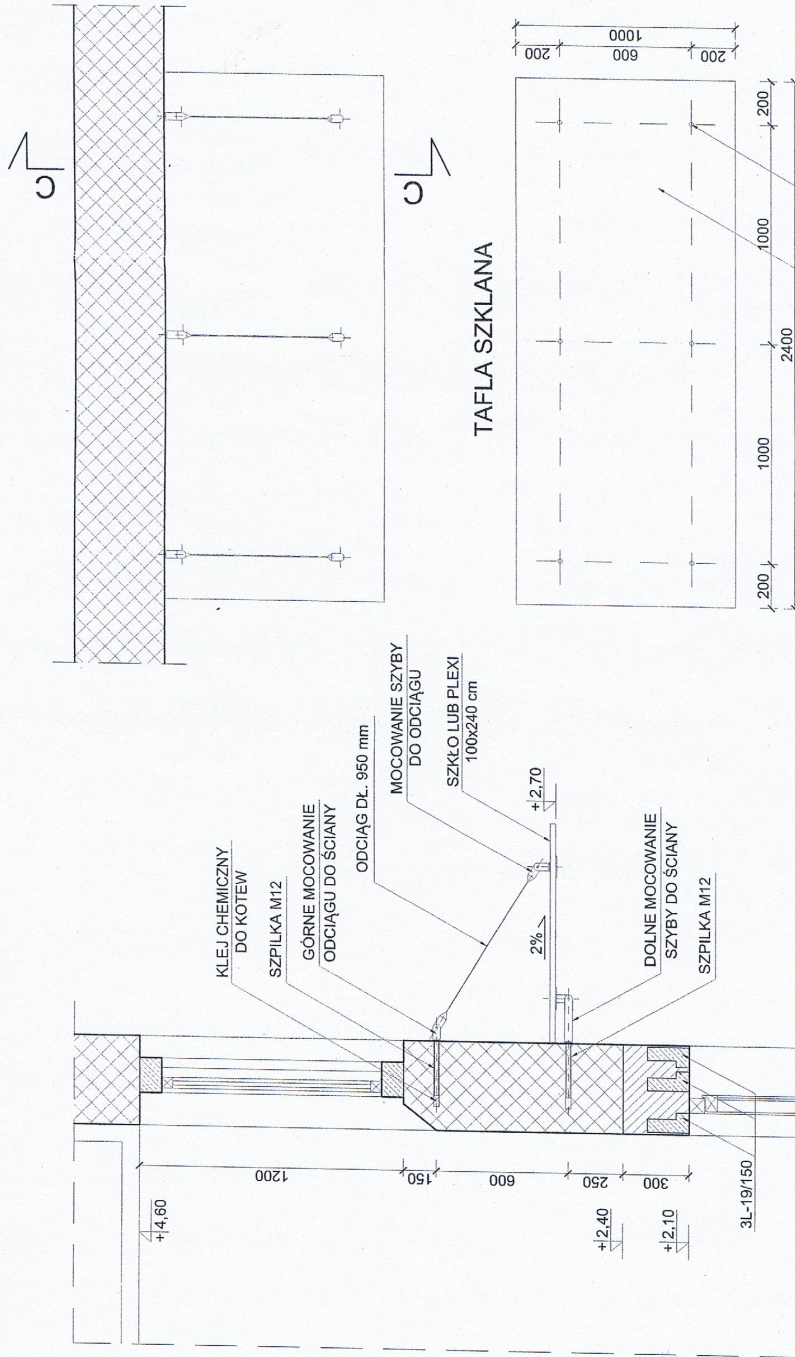 C
C
TAFLA SZKLANA
200
600
200
1000
200
1000
1000
200
2400
KLEJ CHEMICZNY
DO KOTEW
SZPILKA M12
GÓRNE MOCOWANIE
ODCIĄGU DO ŚCIANY
ODCIĄG DŁ. 950 mm
MOCOWANIE SZYBY
DO ODCIĄGU
SZKŁO LUB PLEXI
100x240 cm
+2,70
2%
DOLNE MOCOWANIE
SZYBY DO ŚCIANY
SZPILKA M12
+4,60
1200
150
600
250
300
+2,40
+2,10
3L-19/150